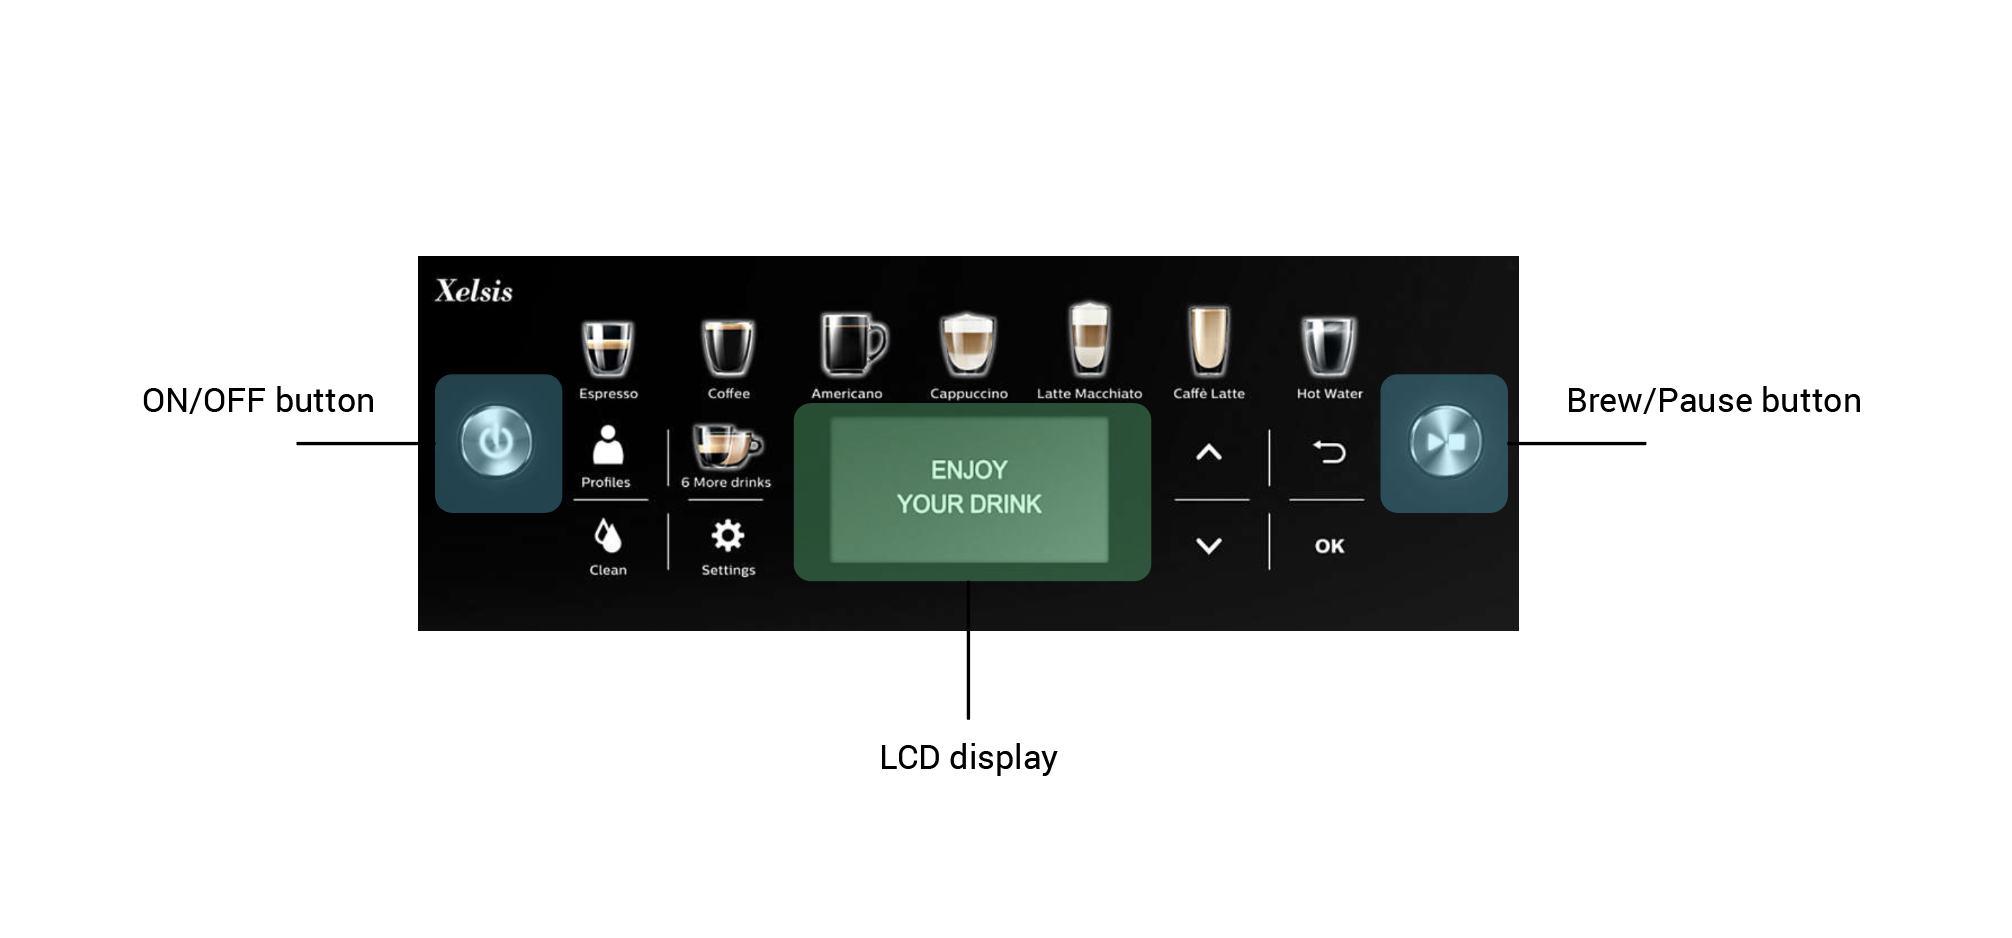 Xelsis
Espresso
Coffee
Americano
Cappuccino
Latte Macchiato
Caffè Latte
Hot Water
ON/OFF button
Brew/Pause button
Profiles
6 More drinks
ENJOY
YOUR DRINK
Clean
Settings
OK
LCD display